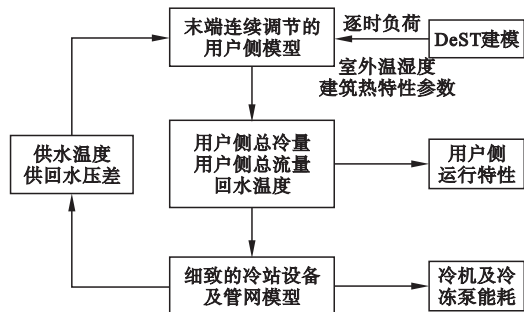 末端连续调节的
用户侧模型
逐时负荷
DeST建模
室外温湿度
建筑热特性参数
供水温度
供回水压差
用户侧总冷量
用户侧总流量
回水温度
用户侧
运行特性
细致的冷站设备
及管网模型
冷机及冷
冻泵能耗